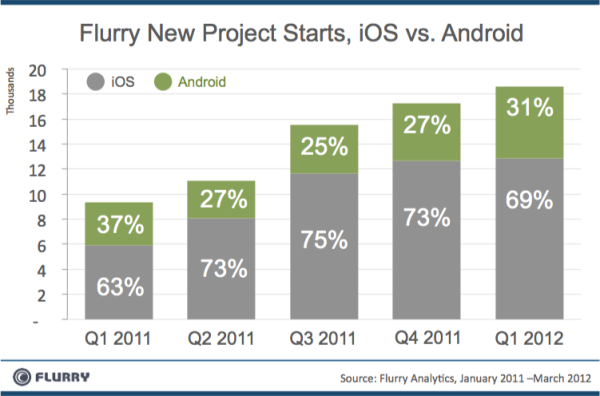 Flurry New Project Starts, iOS vs. Android
Thousands
20
18
16
14
12
10
8
6
4
2
-
iOS
Android
37%
63%
27%
73%
25%
75%
27%
73%
31%
69%
Q1 2011
Q2 2011
Q3 2011
Q4 2011
Q1 2012
FLURRY
Source: Flurry Analytics, January 2011 –March 2012